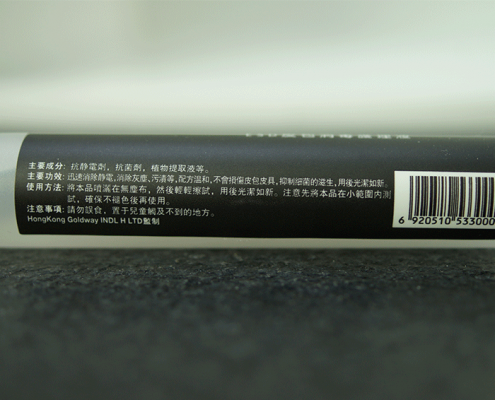 主要成分: 抗静電劑, 抗菌劑, 植物提取液等。
主要功效: 迅速消除静電,消除灰塵、污漬等,配方溫和,不會損傷皮包皮具,抑制細菌的滋生,用後光潔如新。
使用方法: 將本品噴灑在無塵布, 然後輕輕擦試, 用後光潔如新。注意先將本品在小範圍内測
試, 確保不褪色後再使用。
注意事項: 請勿誤食, 置于兒童觸及不到的地方。
HongKong Goldway INDL H LTD監制
6 920510 533000